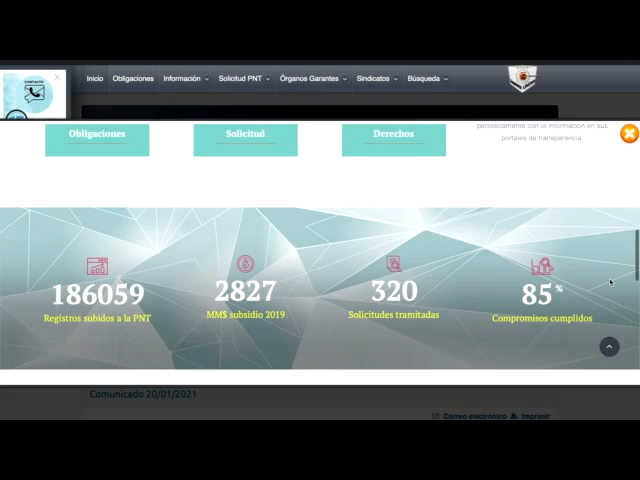 CONTACTO
Inicio
Obligaciones
Información
Solicitud PNT
Órganos Garantes
Sindicatos
Búsqueda
Obligaciones
Solicitud
Derechos
periódicamente con la información en sus
portales de transparencia
186059
Registros subidos a la PNT
2827
MM$ subsidio 2019
320
Solicitudes tramitadas
85 %
Compromisos cumplidos
Comunicado 20/01/2021
Correo electrónico
Imprimir